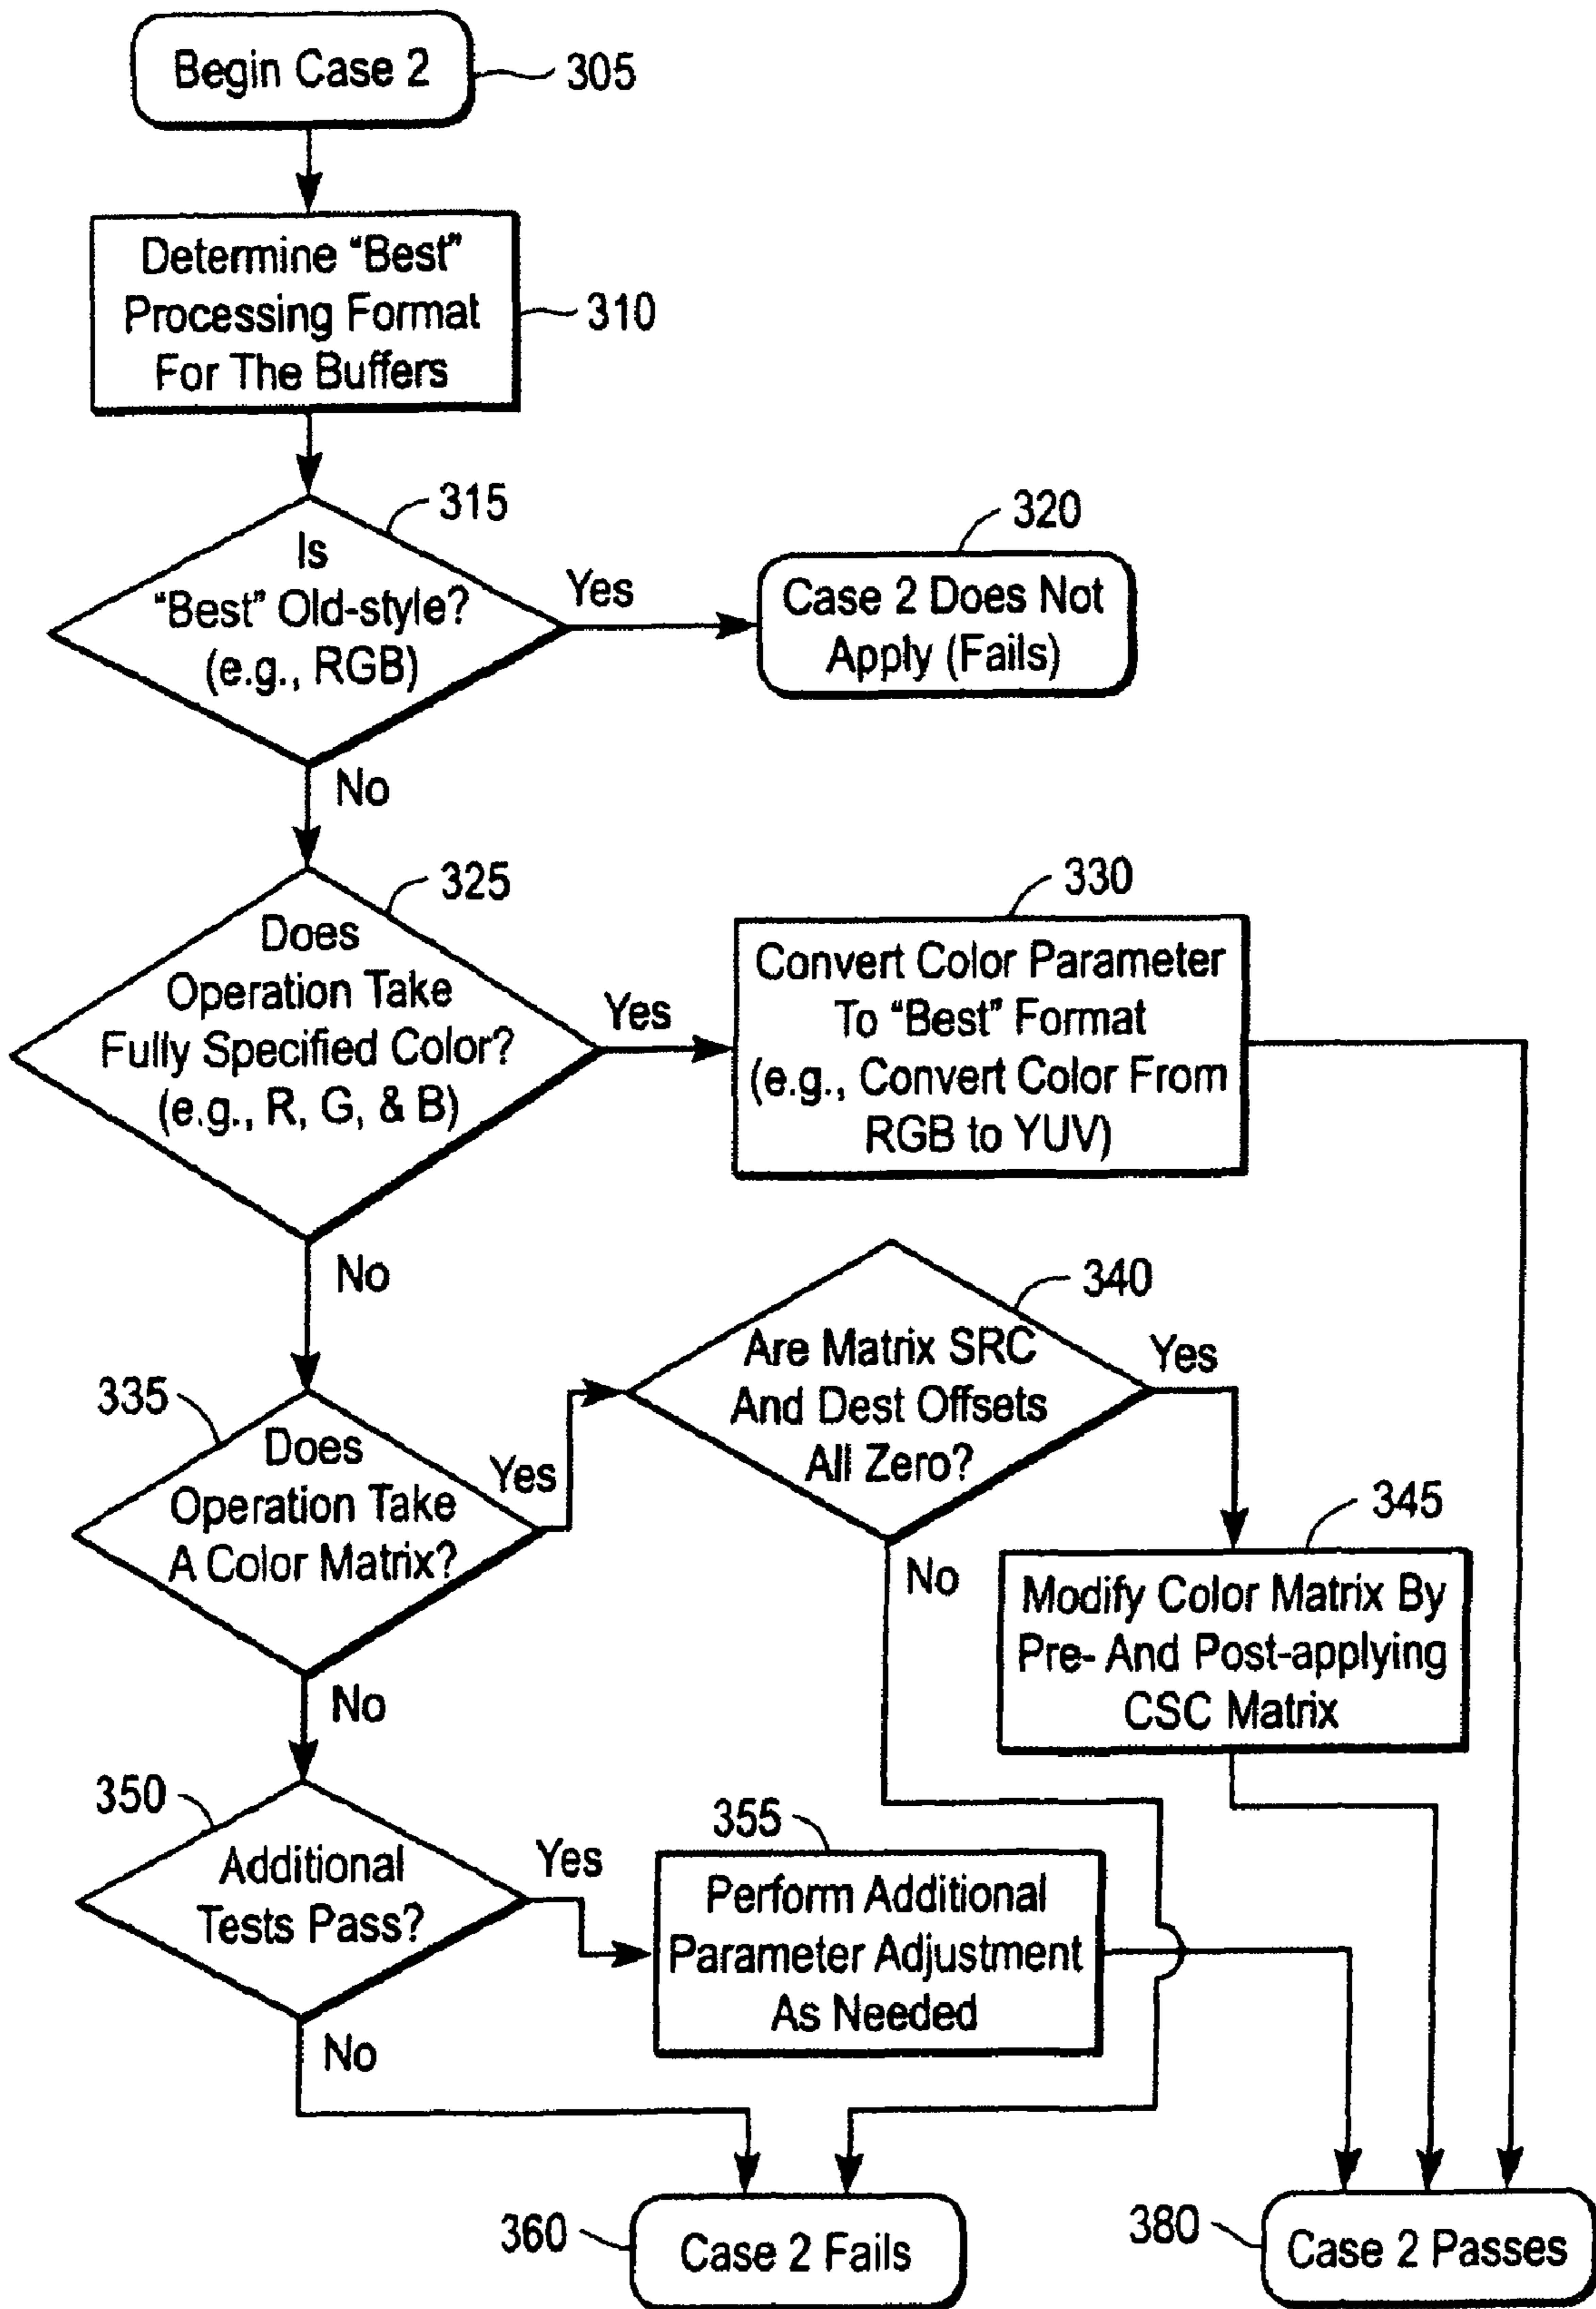 Begin Case 2
305
Determine “Best”
Processing Format
For The Buffers
310
315
Is
“Best” Old-style?
(e.g., RGB)
Yes
320
Case 2 Does Not
Apply (Fails)
No
325
Does
Operation Take
Fully Specified Color?
(e.g., R, G, & B)
Yes
330
Convert Color Parameter
To “Best” Format
(e.g., Convert Color From
RGB to YUV)
No
335
Does
Operation Take
A Color Matrix?
Yes
340
Are Matrix SRC
And Dest Offsets
All Zero?
Yes
No
345
Modify Color Matrix By
Pre- And Post-applying
CSC Matrix
No
350
Additional
Tests Pass?
Yes
355
Perform Additional
Parameter Adjustment
As Needed
No
360
Case 2 Fails
380
Case 2 Passes